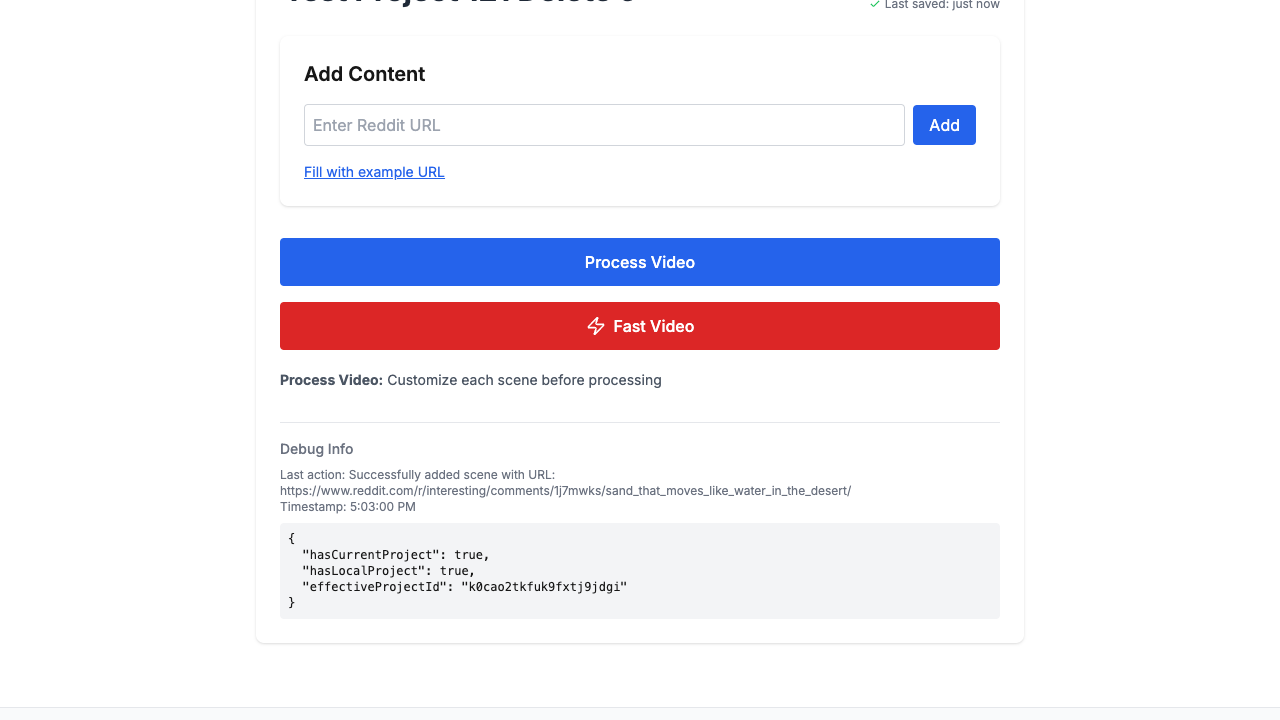 Last saved: just now
Add Content
Enter Reddit URL
Add
Fill with example URL
Process Video
Fast Video
Process Video: Customize each scene before processing
Debug Info
Last action: Successfully added scene with URL:
https://www.reddit.com/r/interesting/comments/1j7mwks/sand_that_moves_like_water_in_the_desert/
Timestamp: 5:03:00 PM
{
  "hasCurrentProject": true,
  "hasLocalProject": true,
  "effectiveProjectId": "k0cao2tkfuk9fxtj9jdgi"
}